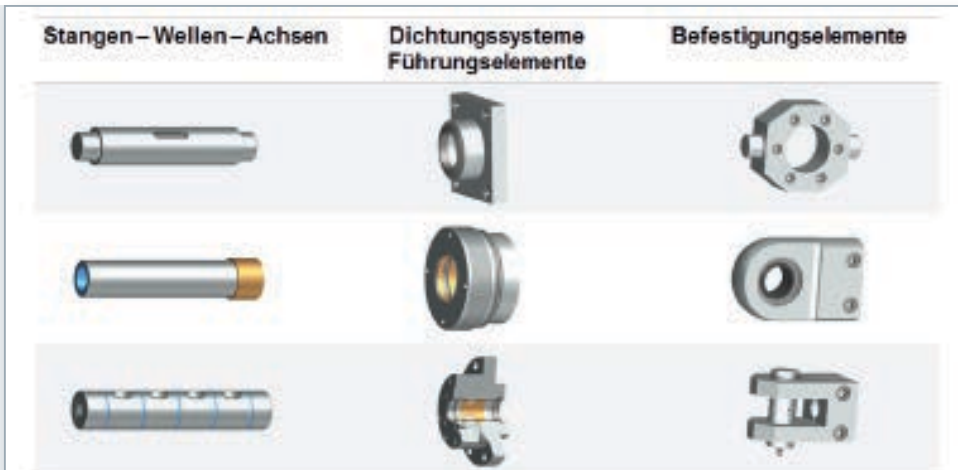 Stangen – Wellen – Achsen
Dichtungssysteme
Führungselemente
Befestigungselemente